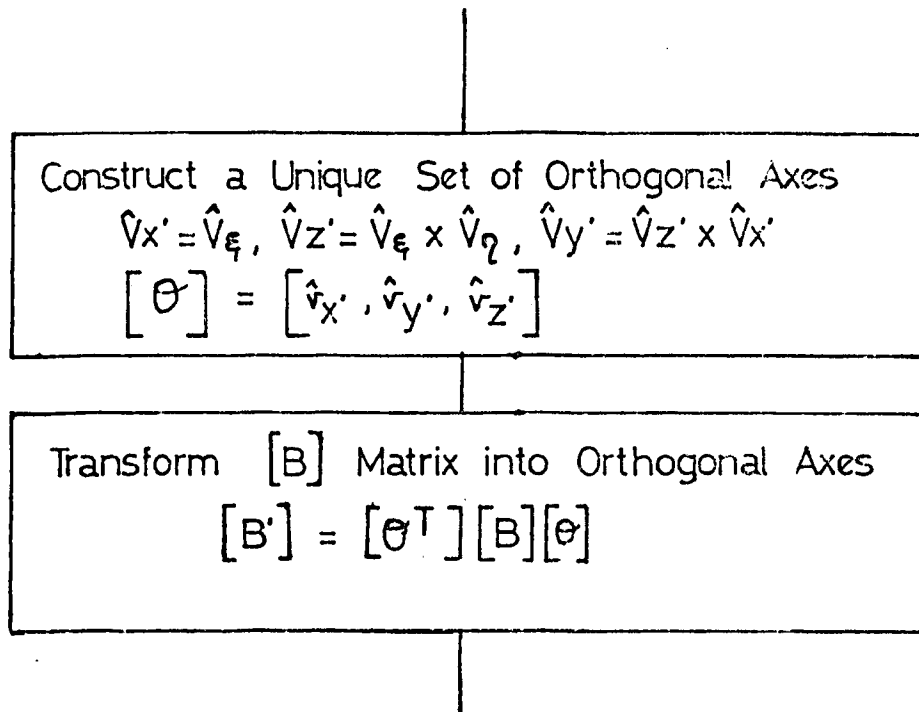 Construct a Unique Set of Orthogonal Axes
V̂x' = V̂ξ, V̂z' = V̂ξ x V̂η, V̂y' = V̂z' x V̂x'
[θ] = [v̂x', v̂y', v̂z']
Transform [B] Matrix into Orthogonal Axes
[B'] = [θᵀ][B][θ]